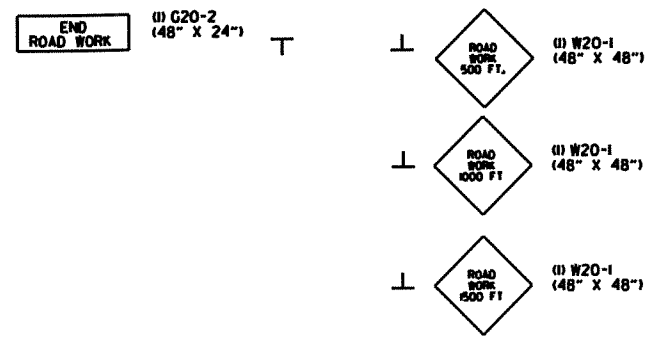 END
ROAD WORK
(1) G20-2
(48" X 24")
ROAD
WORK
500 FT.
(1) W20-1
(48" X 48")
ROAD
WORK
1000 FT
(1) W20-1
(48" X 48")
ROAD
WORK
1500 FT
(1) W20-1
(48" X 48")